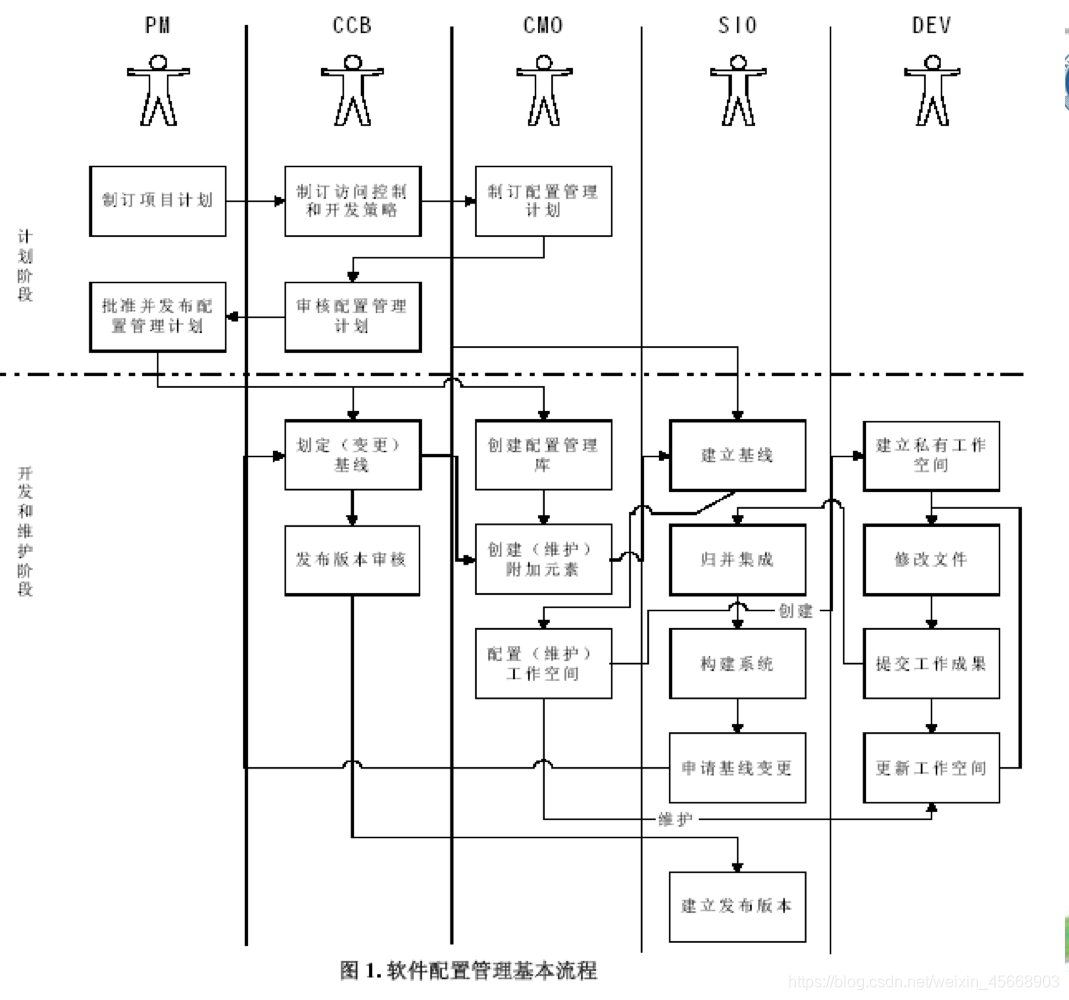 PM
CCB
CMO
SIO
DEV
计划阶段
制订项目计划
制订访问控制
和开发策略
制订配置管理
计划
批准并发布配
置管理计划
审核配置管理
计划
开发和维护阶段
划定（变更）
基线
创建配置管理
库
建立基线
建立私有工作
空间
发布版本审核
创建（维护）
附加元素
归并集成
修改文件
创建
配置（维护）
工作空间
构建系统
提交工作成果
申请基线变更
更新工作空间
维护
建立发布版本
图 1. 软件配置管理基本流程
https://blog.csdn.net/weixin_45668903